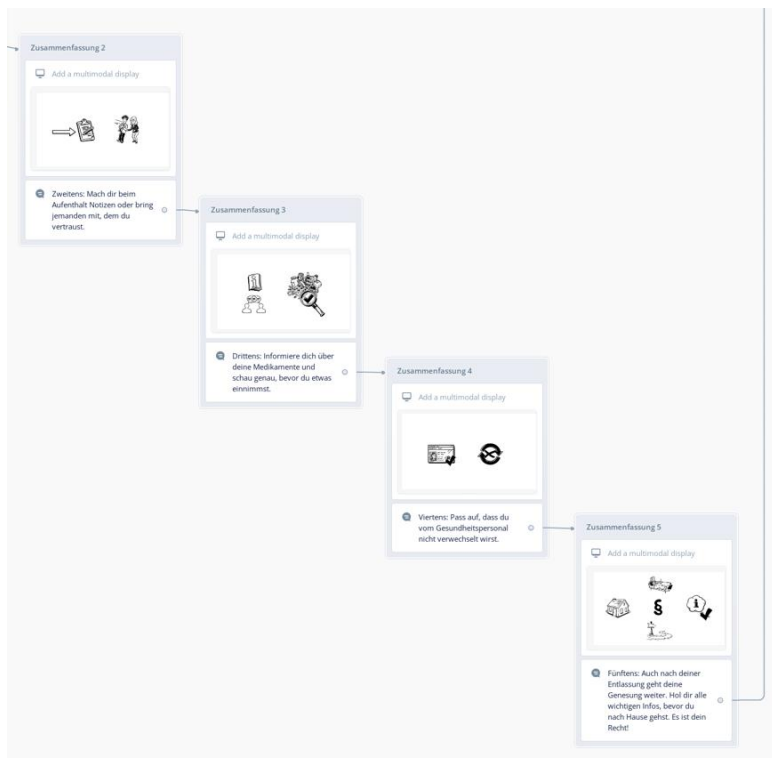 Zusammenfassung 2
Add a multimodal display
Zweitens: Mach dir beim
Aufenthalt Notizen oder bring
jemanden mit, dem du
vertraust.
Zusammenfassung 3
Add a multimodal display
i
Drittens: Informiere dich über
deine Medikamente und
schau genau, bevor du etwas
einnimmst.
Zusammenfassung 4
Add a multimodal display
Viertens: Pass auf, dass du
vom Gesundheitspersonal
nicht verwechselt wirst.
Zusammenfassung 5
Add a multimodal display
§
i
Fünftens: Auch nach deiner
Entlassung geht deine
Genesung weiter. Hol dir alle
wichtigen Infos, bevor du
nach Hause gehst. Es ist dein
Recht!